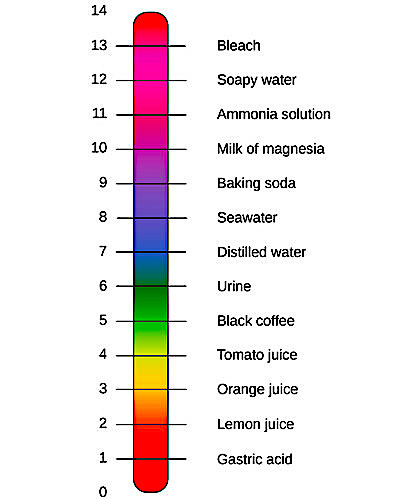 14
13 Bleach
12 Soapy water
11 Ammonia solution
10 Milk of magnesia
9 Baking soda
8 Seawater
7 Distilled water
6 Urine
5 Black coffee
4 Tomato juice
3 Orange juice
2 Lemon juice
1 Gastric acid
0